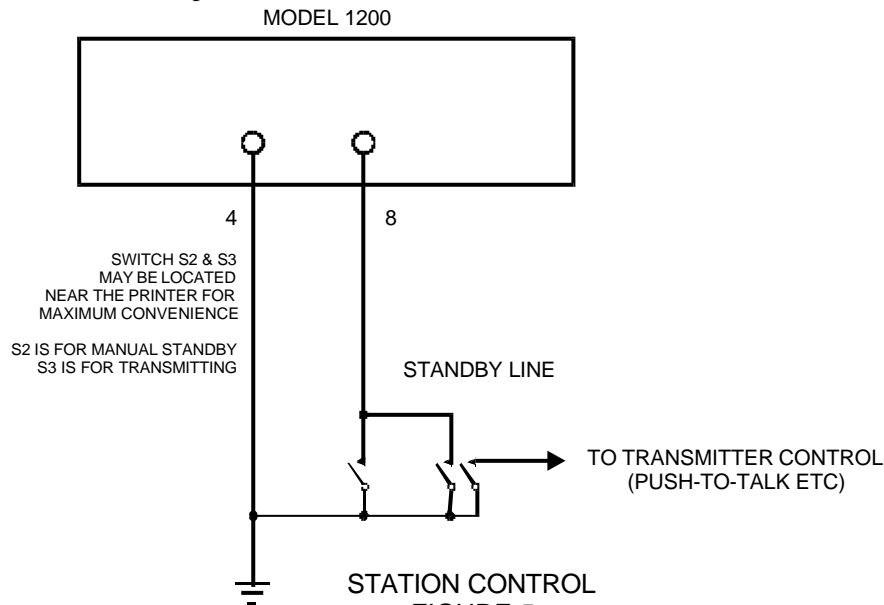 MODEL 1200
4
8
SWITCH S2 & S3
MAY BE LOCATED
NEAR THE PRINTER FOR
MAXIMUM CONVENIENCE
S2 IS FOR MANUAL STANDBY
S3 IS FOR TRANSMITTING
STANDBY LINE
TO TRANSMITTER CONTROL
(PUSH-TO-TALK ETC)
STATION CONTROL